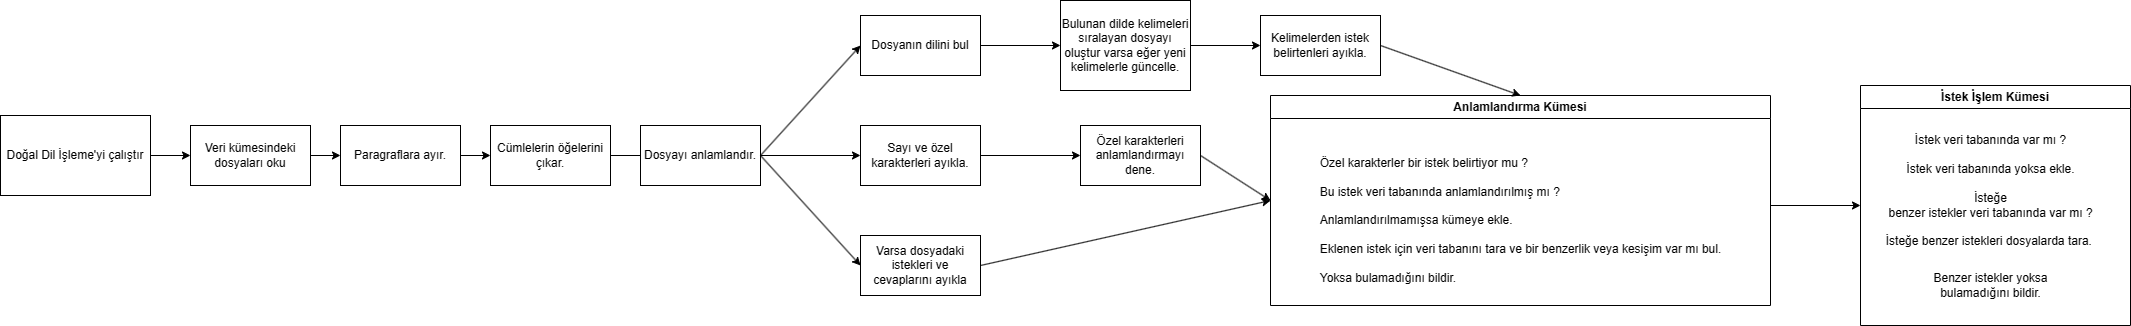 Doğal Dil İşleme'yi çalıştır
Veri kümesindeki
dosyaları oku
Paragraflara ayır.
Cümlelerin öğelerini
çıkar.
Dosyayı anlamlandır.
Dosyanın dilini bul
Bulunan dilde kelimeleri
sıralayan dosyayı
oluştur varsa eğer yeni
kelimelerle güncelle.
Kelimelerden istek
belirtenleri ayıkla.
Sayı ve özel
karakterleri ayıkla.
Özel karakterleri
anlamlandırmayı
dene.
Varsa dosyadaki
istekleri ve
cevaplarını ayıkla
Anlamlandırma Kümesi
Özel karakterler bir istek belirtiyor mu ?
Bu istek veri tabanında anlamlandırılmış mı ?
Anlamlandırılmamışsa kümeye ekle.
Eklenen istek için veri tabanını tara ve bir benzerlik veya kesişim var mı bul.
Yoksa bulamadığını bildir.
İstek İşlem Kümesi
İstek veri tabanında var mı ?
İstek veri tabanında yoksa ekle.
İsteğe
benzer istekler veri tabanında var mı ?
İsteğe benzer istekleri dosyalarda tara.
Benzer istekler yoksa
bulamadığını bildir.